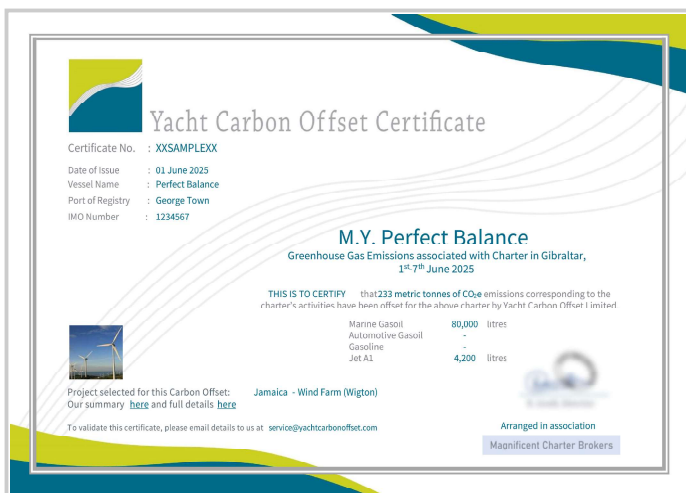 Yacht Carbon Offset Certificate
Certificate No. : XXSAMPLEXX
Date of Issue : 01 June 2025
Vessel Name : Perfect Balance
Port of Registry : George Town
IMO Number : 1234567
M.Y. Perfect Balance
Greenhouse Gas Emissions associated with Charter in Gibraltar,
1st-7th June 2025
THIS IS TO CERTIFY that 233 metric tonnes of CO₂e emissions corresponding to the
charter's activities have been offset for the above charter by Yacht Carbon Offset Limited.
Marine Gasoil 80,000 litres
Automotive Gasoil -
Gasoline -
Jet A1 4,200 litres
Project selected for this Carbon Offset: Jamaica - Wind Farm (Wigton)
Our summary here and full details here
To validate this certificate, please email details to us at service@yachtcarbonoffset.com
Arranged in association
Magnificent Charter Brokers